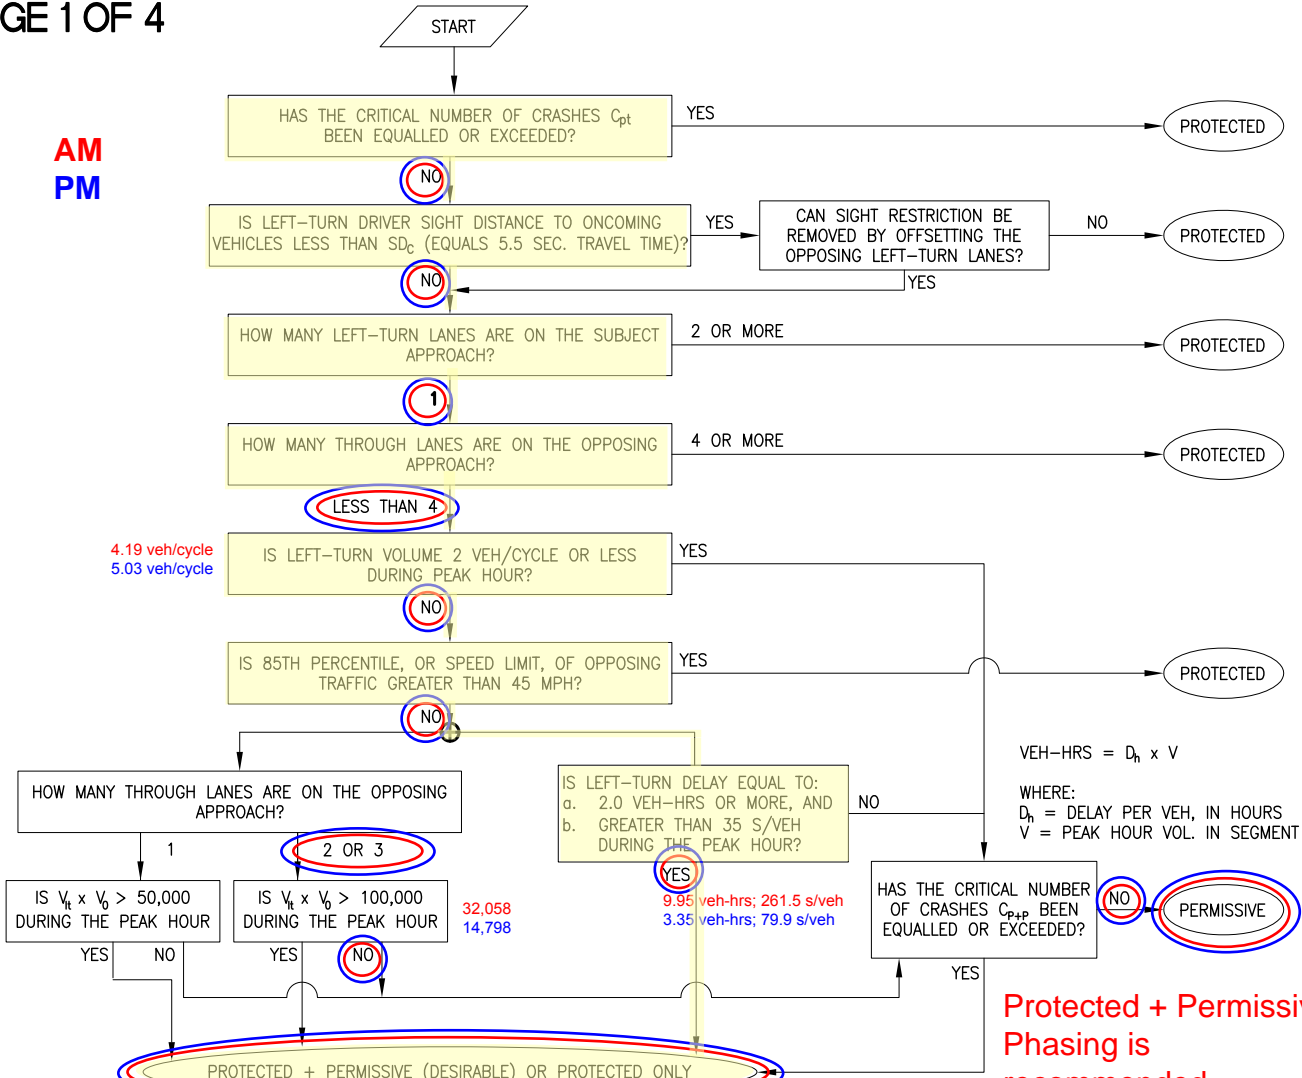 GE 1 OF 4
START
AM
PM
HAS THE CRITICAL NUMBER OF CRASHES Cpt
BEEN EQUALLED OR EXCEEDED?
YES
PROTECTED
NO
IS LEFT-TURN DRIVER SIGHT DISTANCE TO ONCOMING
VEHICLES LESS THAN SDC (EQUALS 5.5 SEC. TRAVEL TIME)?
YES
CAN SIGHT RESTRICTION BE
REMOVED BY OFFSETTING THE
OPPOSING LEFT-TURN LANES?
NO
PROTECTED
YES
NO
HOW MANY LEFT-TURN LANES ARE ON THE SUBJECT
APPROACH?
2 OR MORE
PROTECTED
1
HOW MANY THROUGH LANES ARE ON THE OPPOSING
APPROACH?
4 OR MORE
PROTECTED
LESS THAN 4
4.19 veh/cycle
5.03 veh/cycle
IS LEFT-TURN VOLUME 2 VEH/CYCLE OR LESS
DURING PEAK HOUR?
YES
NO
IS 85TH PERCENTILE, OR SPEED LIMIT, OF OPPOSING
TRAFFIC GREATER THAN 45 MPH?
YES
PROTECTED
NO
HOW MANY THROUGH LANES ARE ON THE OPPOSING
APPROACH?
IS LEFT-TURN DELAY EQUAL TO:
a. 2.0 VEH-HRS OR MORE, AND
b. GREATER THAN 35 S/VEH
DURING THE PEAK HOUR?
NO
VEH-HRS = Dh x V
WHERE:
Dh = DELAY PER VEH, IN HOURS
V = PEAK HOUR VOL. IN SEGMENT
1
2 OR 3
YES
IS Vlt x V0 > 50,000
DURING THE PEAK HOUR
IS Vlt x V0 > 100,000
DURING THE PEAK HOUR
32,058
14,798
9.95 veh-hrs; 261.5 s/veh
3.35 veh-hrs; 79.9 s/veh
HAS THE CRITICAL NUMBER
OF CRASHES CP+P BEEN
EQUALLED OR EXCEEDED?
NO
PERMISSIVE
YES
NO
YES
NO
YES
Protected + Permissiv
Phasing is
recommended
PROTECTED + PERMISSIVE (DESIRABLE) OR PROTECTED ONLY